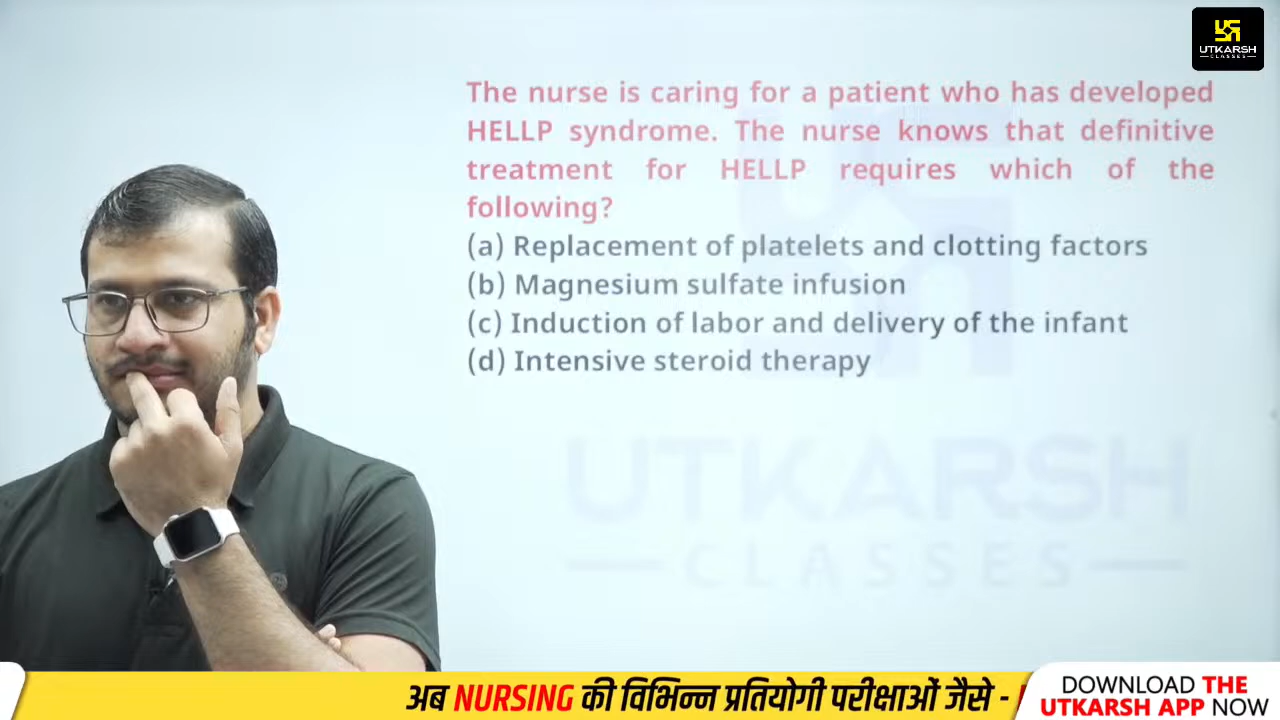 UTKARSH
CLASSES
The nurse is caring for a patient who has developed
HELLP syndrome. The nurse knows that definitive
treatment for HELLP requires which of the
following?
(a) Replacement of platelets and clotting factors
(b) Magnesium sulfate infusion
(c) Induction of labor and delivery of the infant
(d) Intensive steroid therapy
UTKARSH
CLASSES
अब NURSING की विभिन्न प्रतियोगी परीक्षाओं जैसे -
DOWNLOAD THE
UTKARSH APP NOW